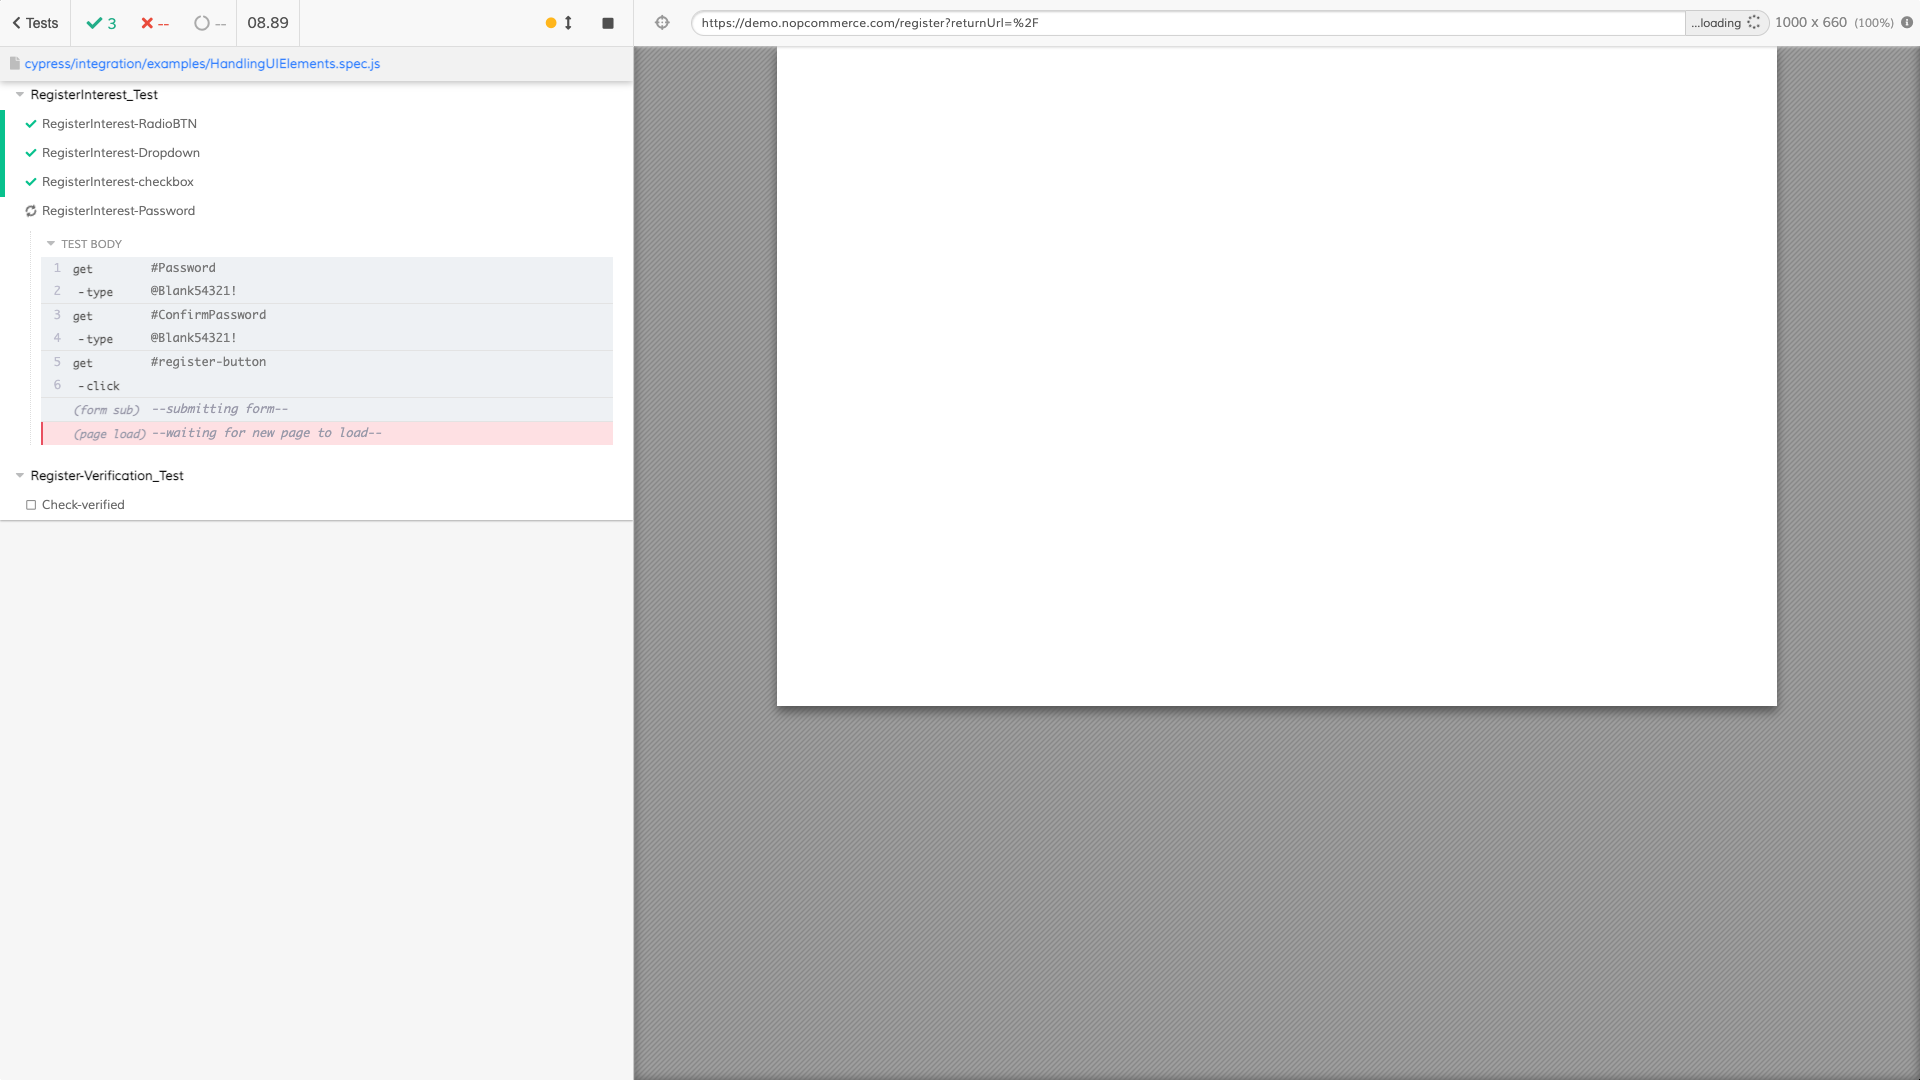 Tests
3
--
--
08.89
https://demo.nopcommerce.com/register?returnUrl=%2F
...loading
1000 x 660 (100%)
cypress/integration/examples/HandlingUIElements.spec.js
RegisterInterest_Test
RegisterInterest-RadioBTN
RegisterInterest-Dropdown
RegisterInterest-checkbox
RegisterInterest-Password
TEST BODY
1 get #Password
2 -type @Blank54321!
3 get #ConfirmPassword
4 -type @Blank54321!
5 get #register-button
6 -click
(form sub) --submitting form--
(page load) --waiting for new page to load--
Register-Verification_Test
Check-verified